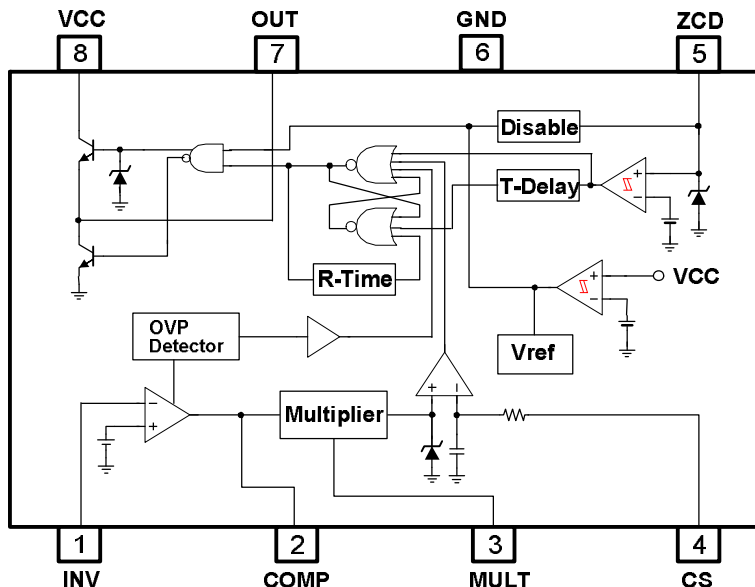 VCC OUT GND ZCD
8 7 6 5
Disable
T-Delay
+
−
R-Time
+
−
VCC
OVP
Detector
Vref
Multiplier
+ −
−
+
1 2 3 4
INV COMP MULT CS